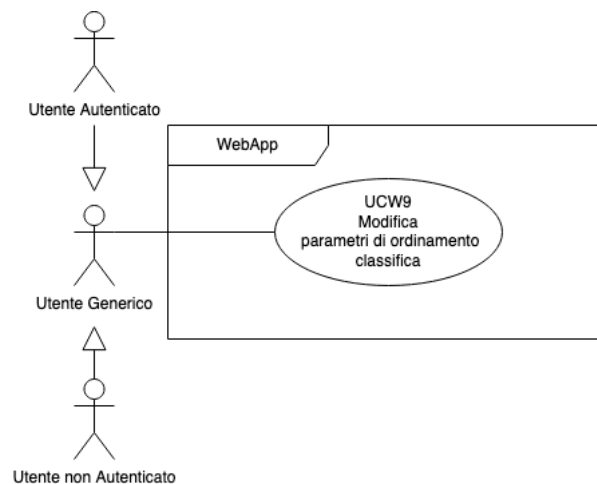 Utente Autenticato
WebApp
UCW9
Modifica
parametri di ordinamento
classifica
Utente Generico
Utente non Autenticato